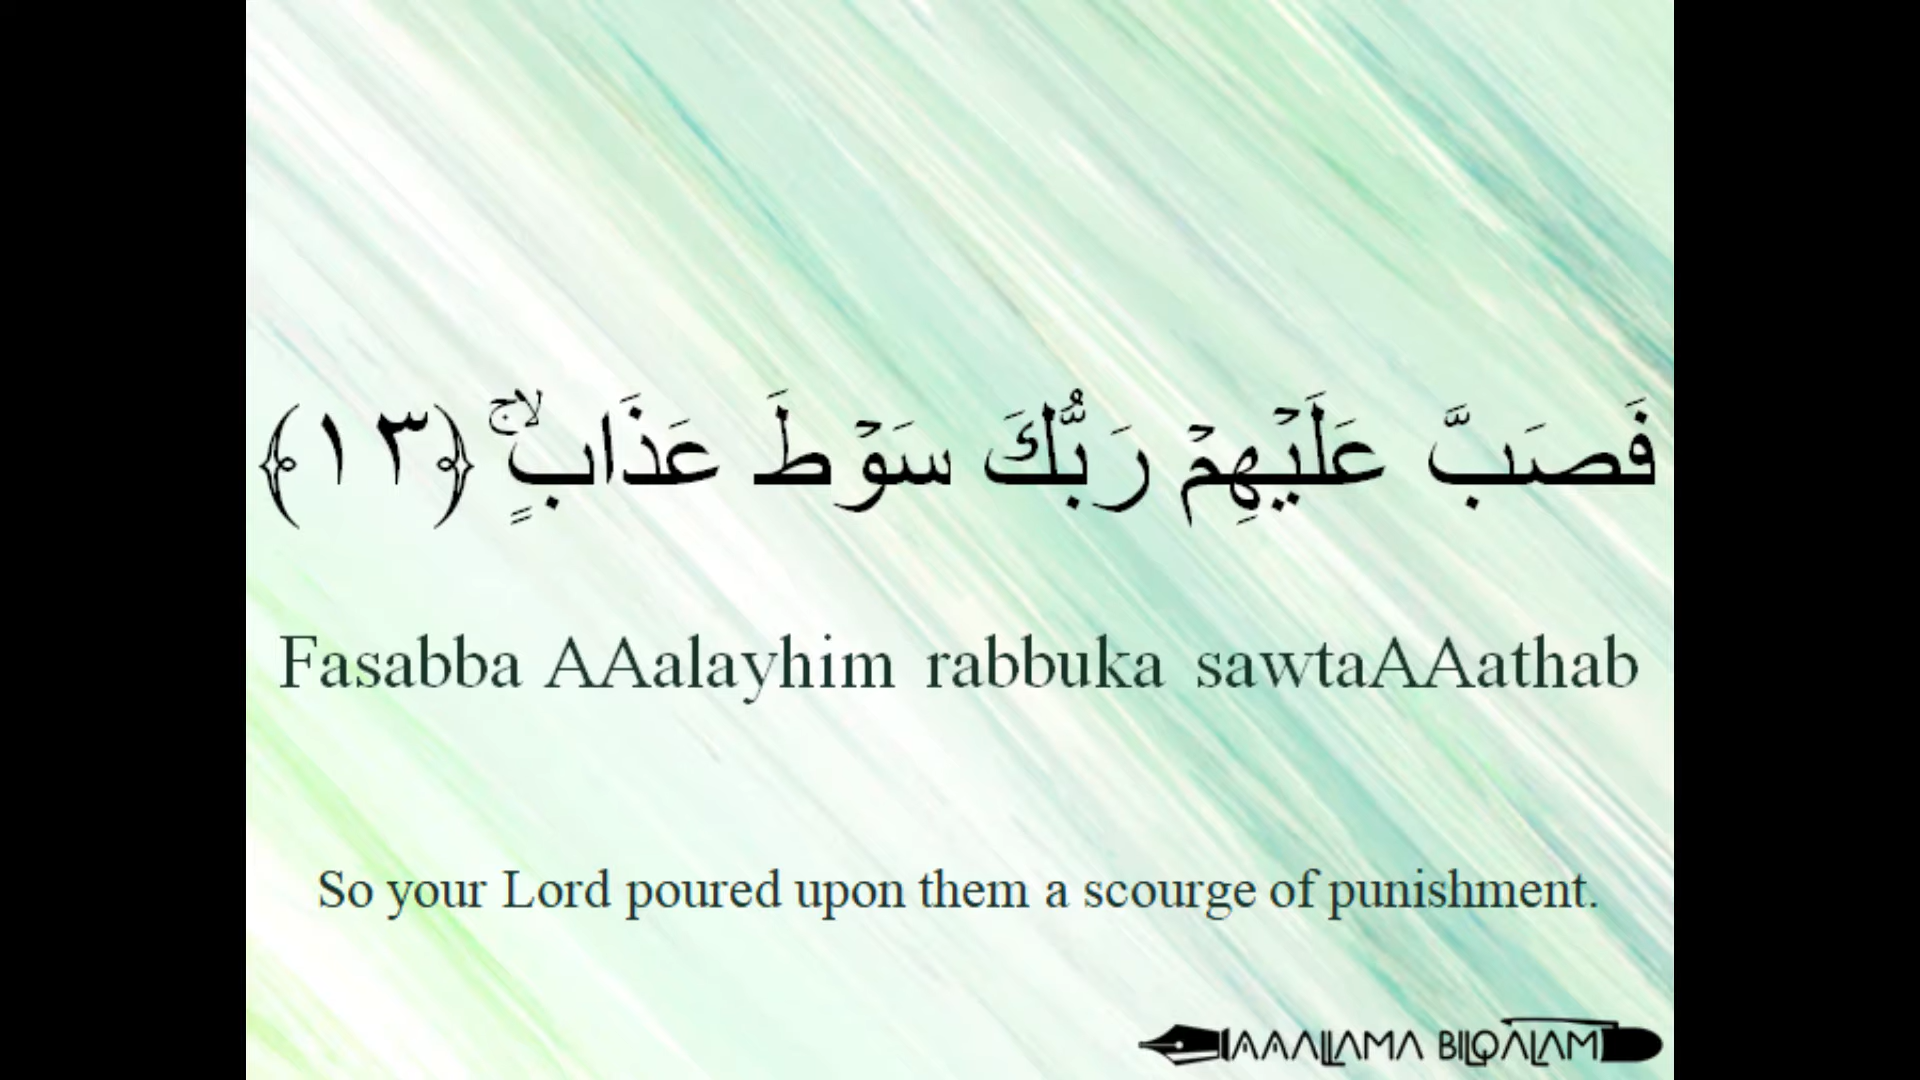 فَصَبَّ عَلَيْهِمْ رَبُّكَ سَوْطَ عَذَابٍ ۙۚ ﴿١٣﴾
Fasabba AAalayhim rabbuka sawtaAAathab
So your Lord poured upon them a scourge of punishment.
AAALLAMA BILQALAM